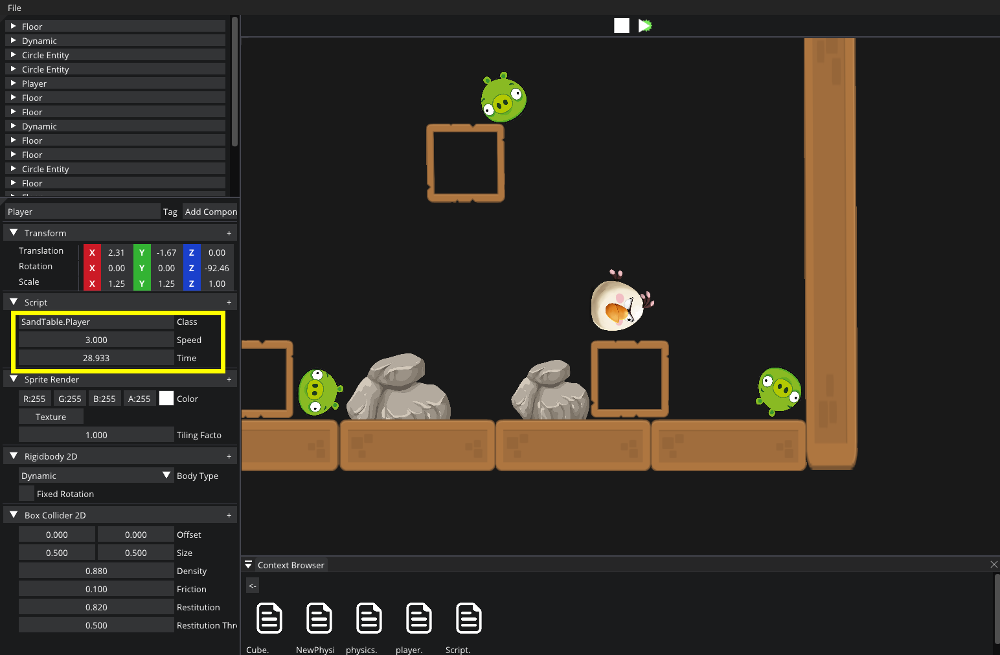 File
Floor
Dynamic
Circle Entity
Circle Entity
Player
Floor
Floor
Dynamic
Floor
Floor
Circle Entity
Floor
Player Tag Add Compon
Transform +
Translation X 2.31 Y -1.67 Z 0.00
Rotation X 0.00 Y 0.00 Z -92.46
Scale X 1.25 Y 1.25 Z 1.00
Script +
SandTable.Player Class
3.000 Speed
28.933 Time
Sprite Render +
R:255 G:255 B:255 A:255 Color
Texture
1.000 Tiling Facto
Rigidbody 2D +
Dynamic Body Type
Fixed Rotation
Box Collider 2D +
0.000 0.000 Offset
0.500 0.500 Size
0.880 Density
0.100 Friction
0.820 Restitution
0.500 Restitution Thr
Context Browser
<-
Cube. NewPhysi physics. player. Script.